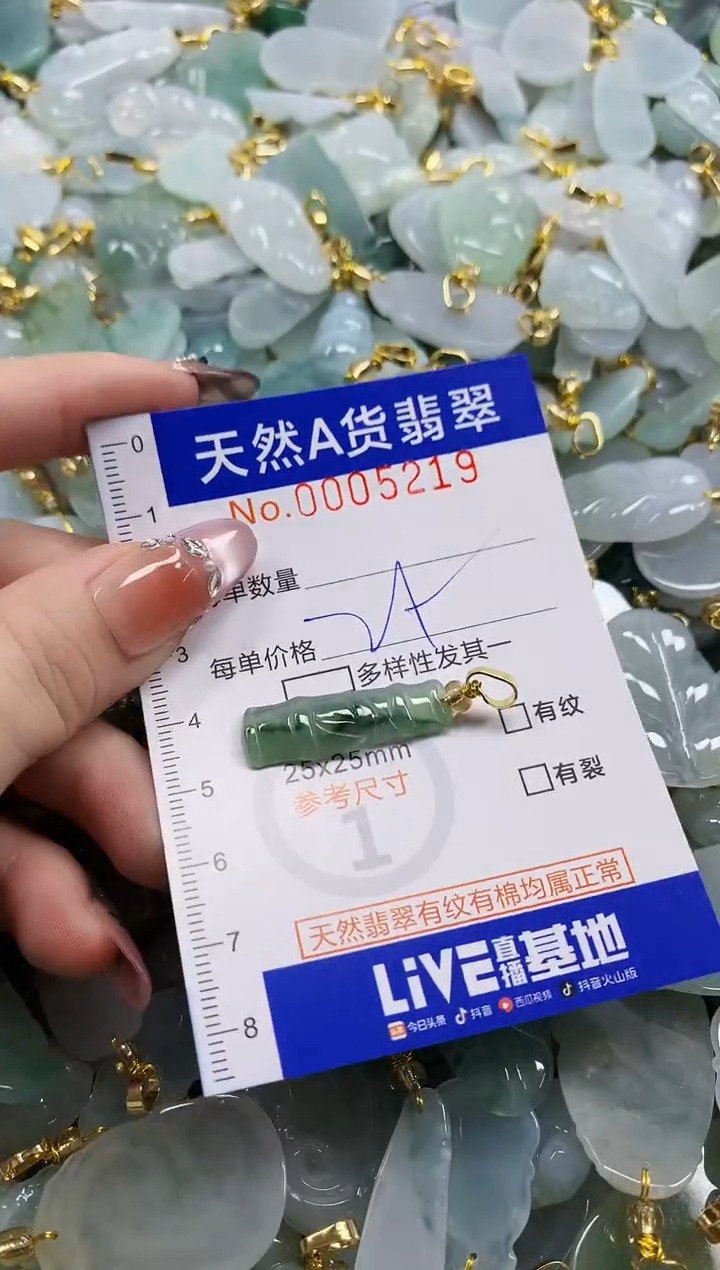 天然A货翡翠
No.0005219
0
1
单数量
3
每单价格
多样性发其一
4
有纹
25x25mm
5
有裂
参考尺寸
1
6
天然翡翠有纹有棉均属正常
7
LiVE直播基地
今日头条 抖音 西瓜视频 抖音火山版
8